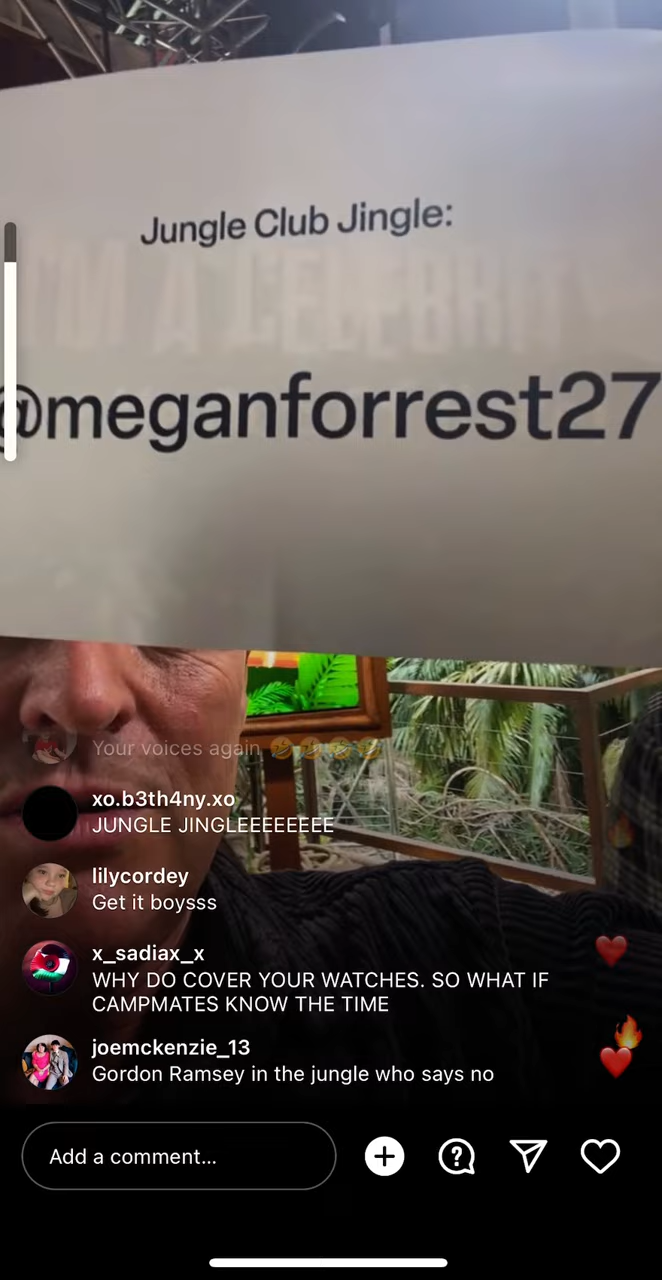 Jungle Club Jingle:
I'M A CELEBRITY
@meganforrest27
Your voices again 🤣🤣🤣🤣
xo.b3th4ny.xo
JUNGLE JINGLEEEEEEEE
lilycordey
Get it boysss
x_sadiax_x
WHY DO COVER YOUR WATCHES. SO WHAT IF
CAMPMATES KNOW THE TIME
joemckenzie_13
Gordon Ramsey in the jungle who says no
Add a comment...